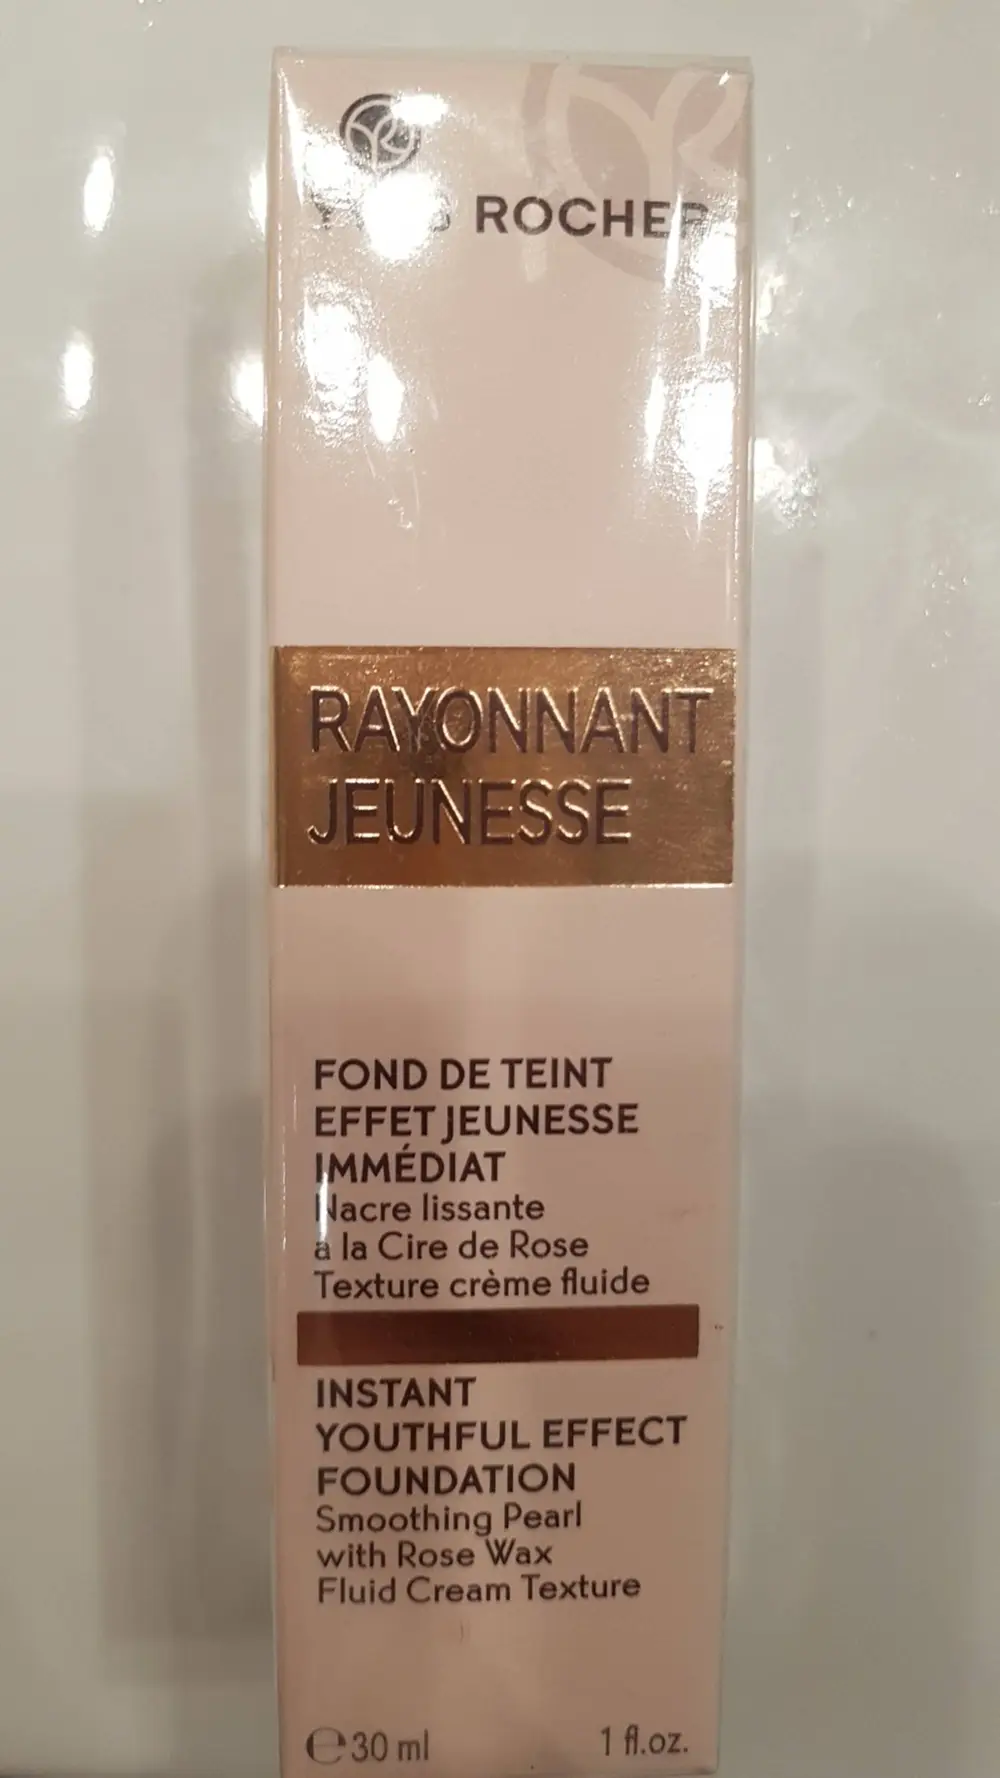 YVES ROCHER
RAYONNANT
JEUNESSE
FOND DE TEINT
EFFET JEUNESSE
IMMÉDIAT
Nacre lissante
à la Cire de Rose
Texture crème fluide
INSTANT
YOUTHFUL EFFECT
FOUNDATION
Smoothing Pearl
with Rose Wax
Fluid Cream Texture
℮30 ml 1 fl.oz.